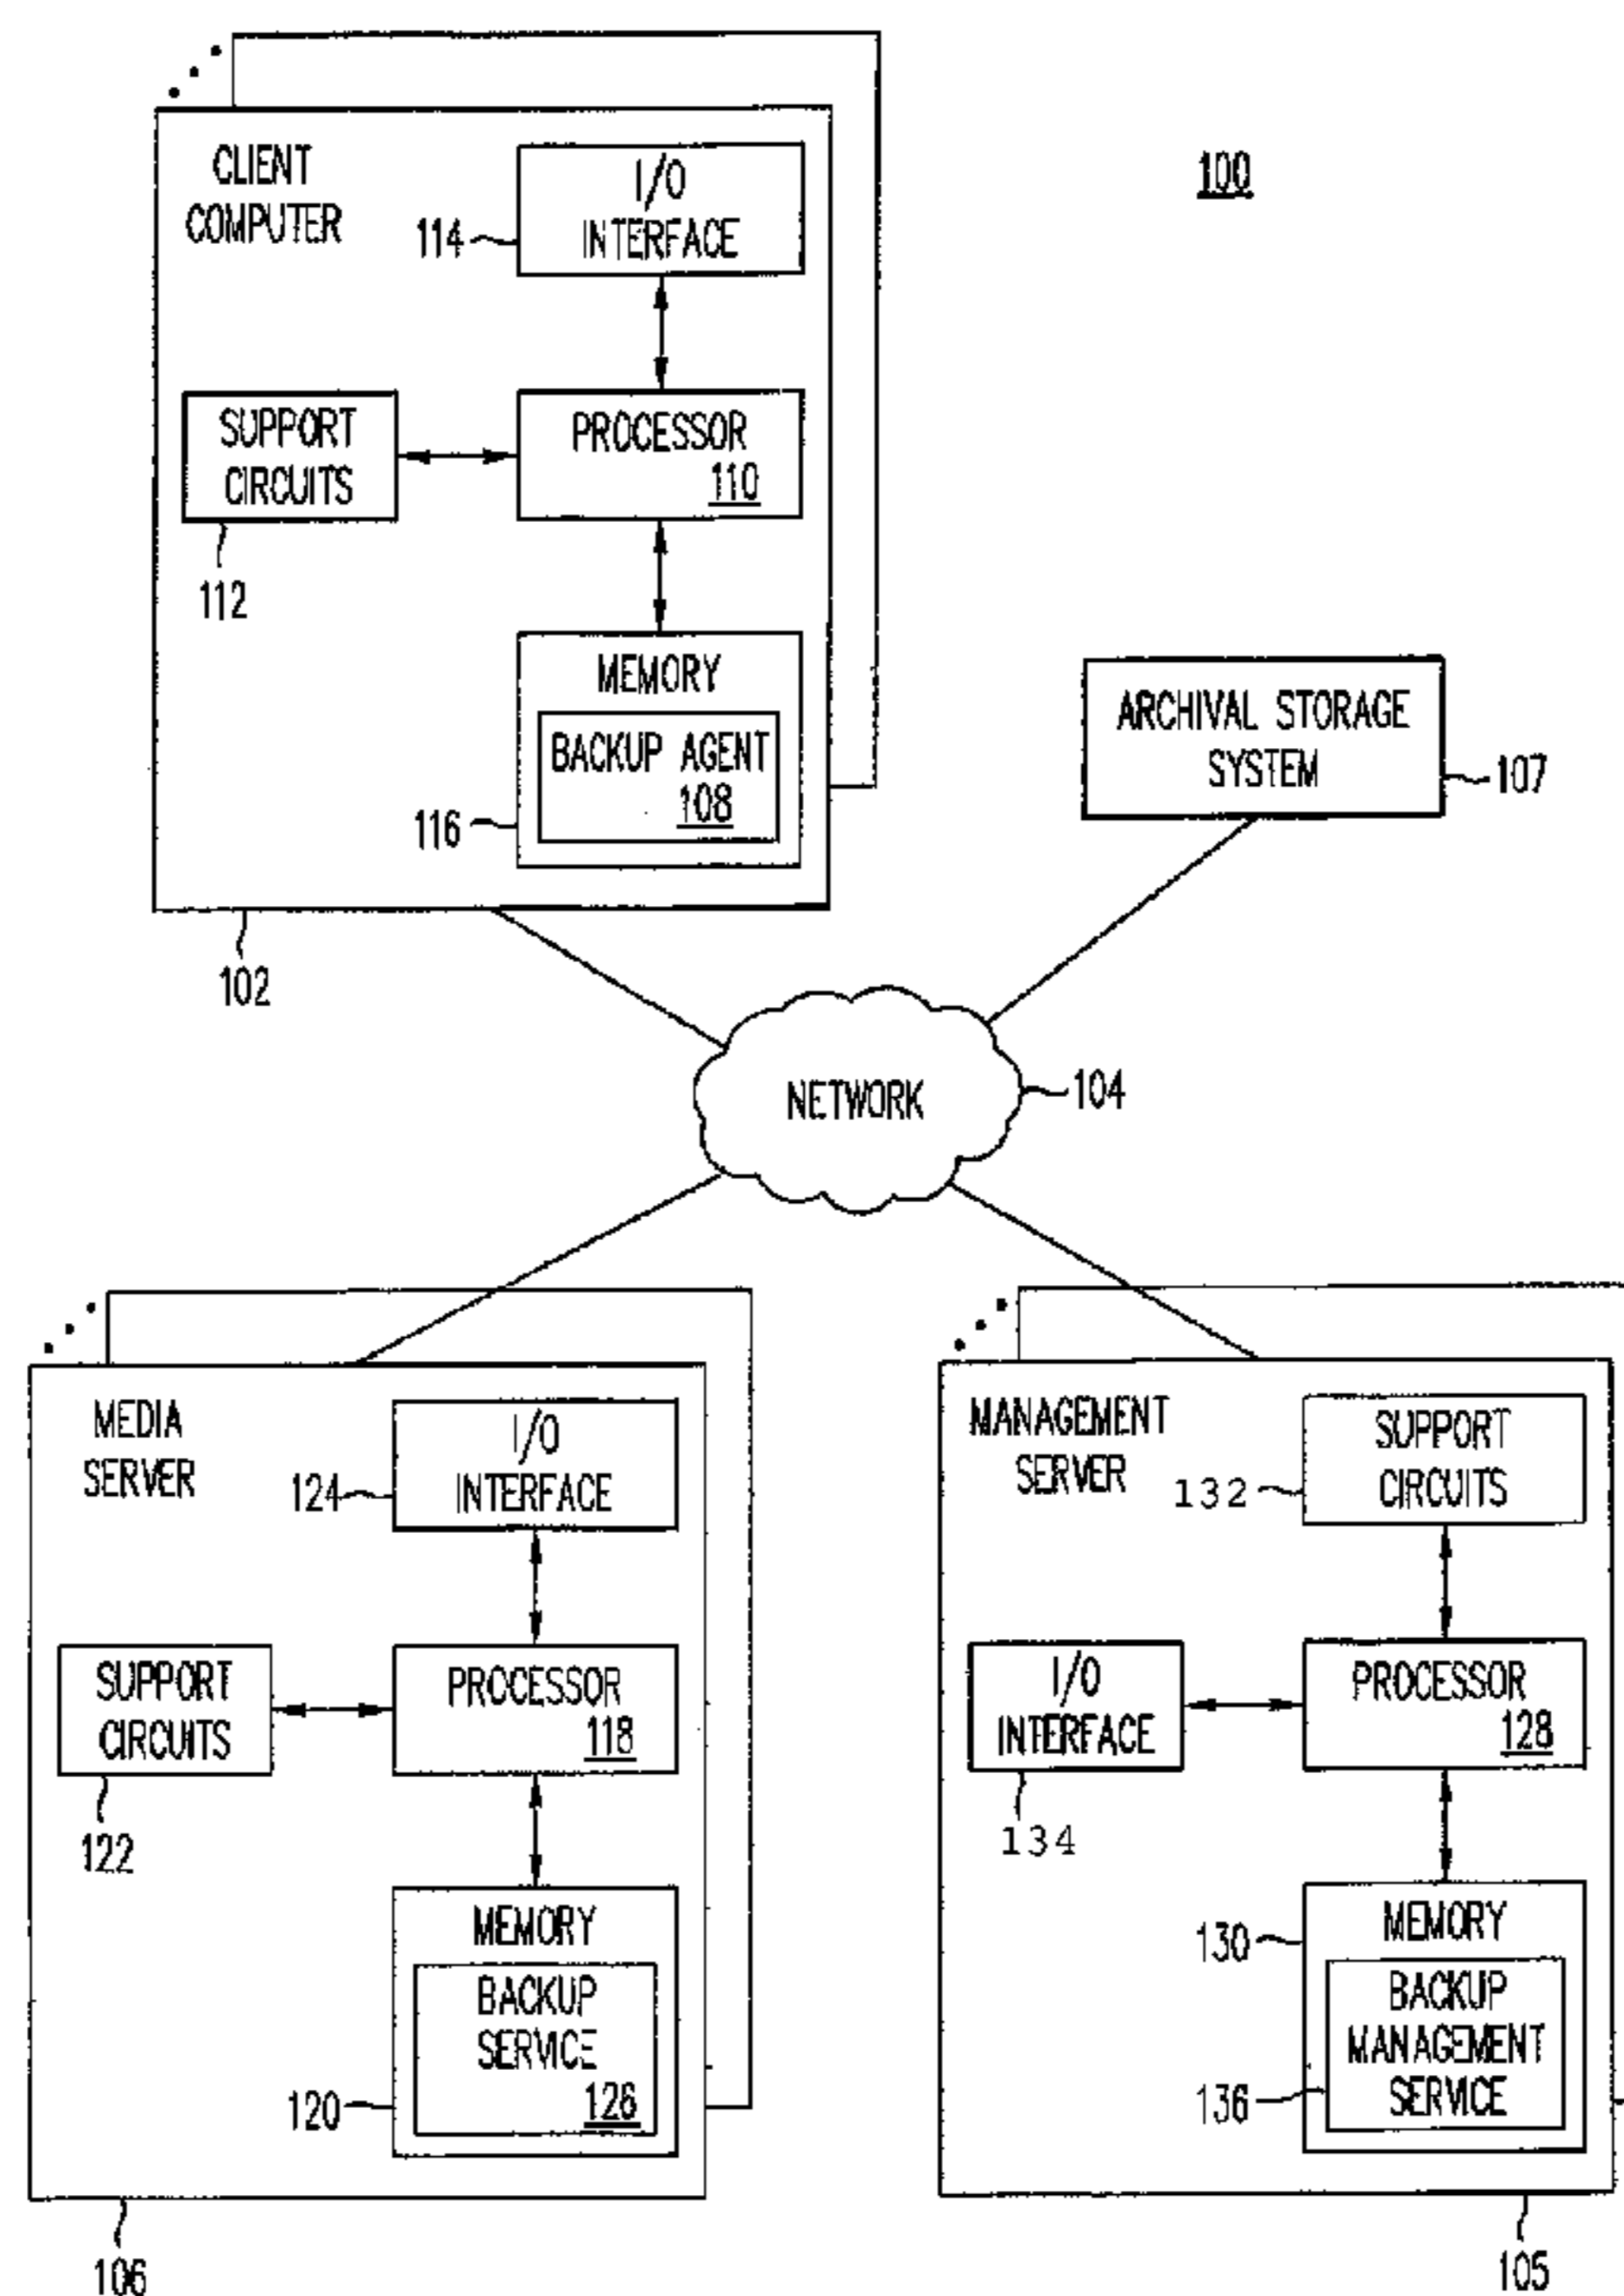 100
CLIENT
COMPUTER
I/O
INTERFACE
114
SUPPORT
CIRCUITS
112
PROCESSOR
110
MEMORY
BACKUP AGENT
108
116
102
ARCHIVAL STORAGE
SYSTEM
107
NETWORK
104
MEDIA
SERVER
I/O
INTERFACE
124
SUPPORT
CIRCUITS
122
PROCESSOR
118
MEMORY
BACKUP
SERVICE
126
120
106
MANAGEMENT
SERVER
SUPPORT
CIRCUITS
132
I/O
INTERFACE
134
PROCESSOR
128
MEMORY
130
BACKUP
MANAGEMENT
SERVICE
136
105